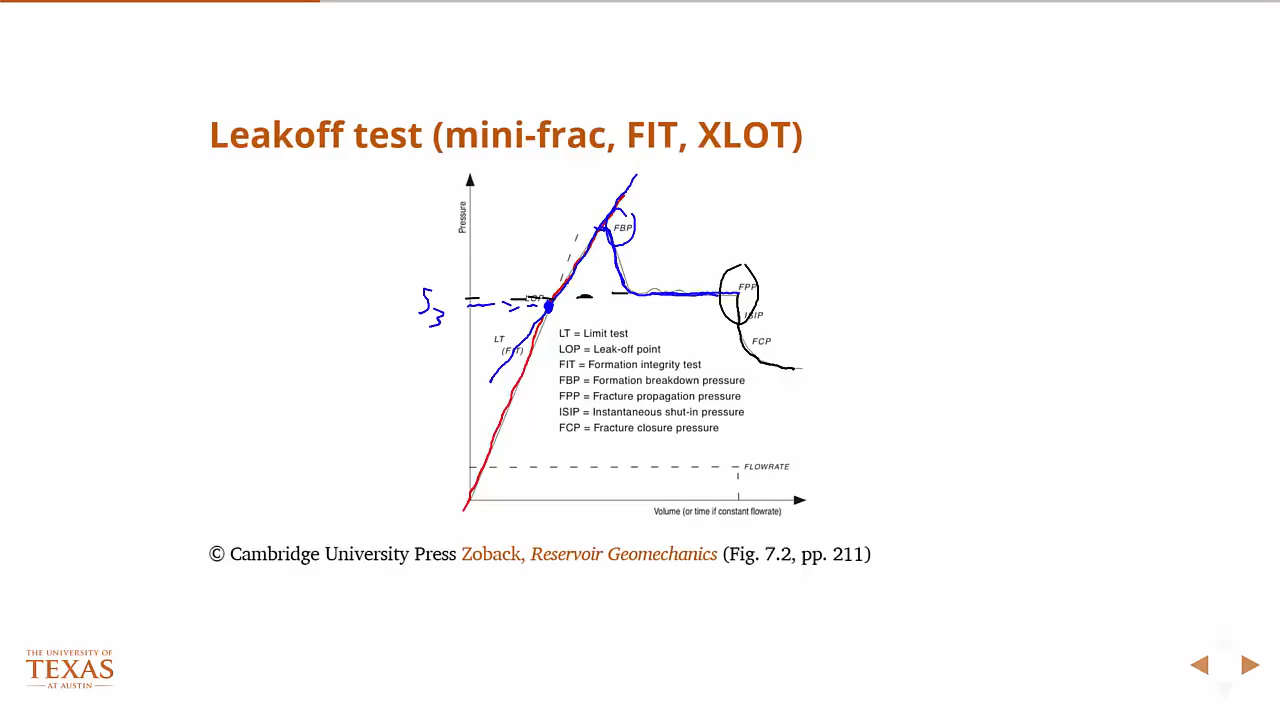 Leakoff test (mini-frac, FIT, XLOT)
Pressure
FBP
S3
LOP
FPP
ISIP
LT
(FIT)
FCP
LT = Limit test
LOP = Leak-off point
FIT = Formation integrity test
FBP = Formation breakdown pressure
FPP = Fracture propagation pressure
ISIP = Instantaneous shut-in pressure
FCP = Fracture closure pressure
FLOWRATE
Volume (or time if constant flowrate)
© Cambridge University Press Zoback, Reservoir Geomechanics (Fig. 7.2, pp. 211)
THE UNIVERSITY OF
TEXAS
AT AUSTIN